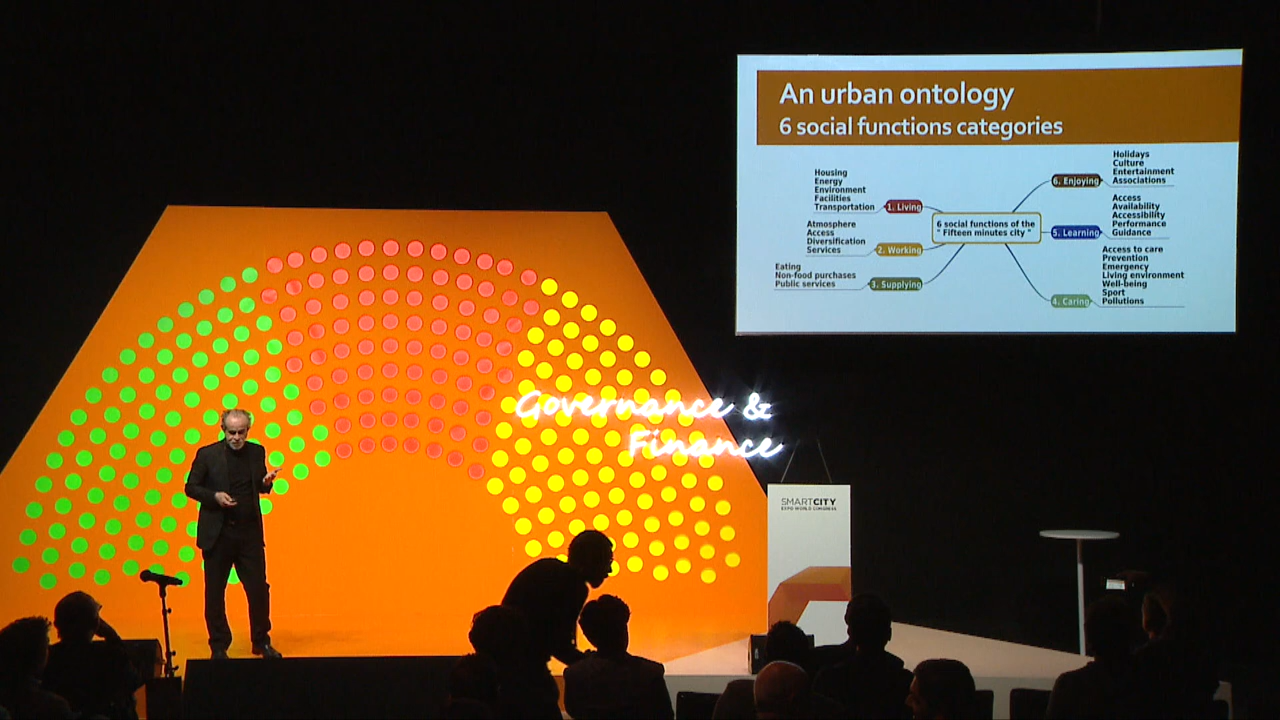 An urban ontology
6 social functions categories
Housing
Energy
Environment
Facilities
Transportation
1. Living
Atmosphere
Access
Diversification
Services
2. Working
Eating
Non-food purchases
Public services
3. Supplying
6 social functions of the
" Fifteen minutes city "
6. Enjoying
Holidays
Culture
Entertainment
Associations
5. Learning
Access
Availability
Accessibility
Performance
Guidance
4. Caring
Access to care
Prevention
Emergency
Living environment
Well-being
Sport
Pollutions
Governance &
Finance
SMARTCITY
EXPO WORLD CONGRESS